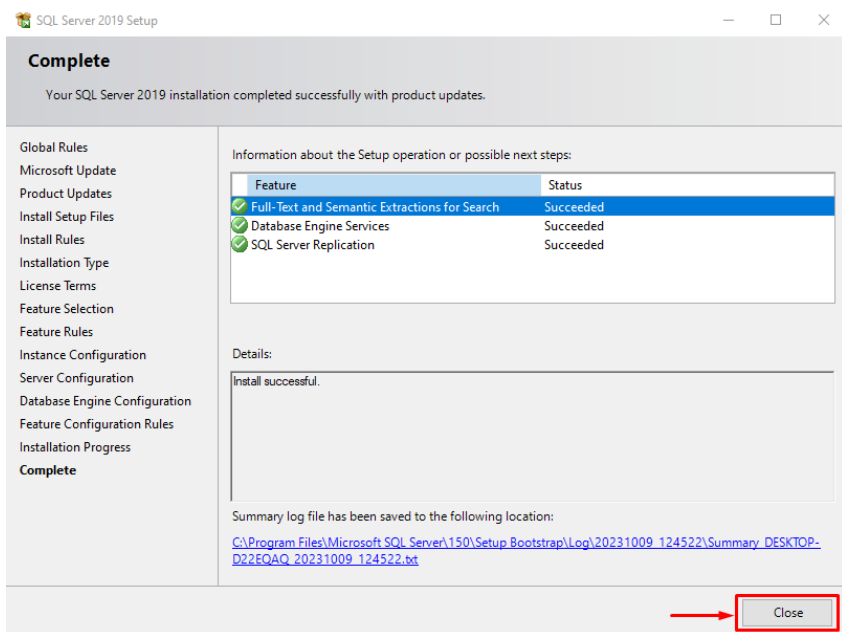 SQL Server 2019 Setup
Complete
Your SQL Server 2019 installation completed successfully with product updates.
Global Rules
Microsoft Update
Product Updates
Install Setup Files
Install Rules
Installation Type
License Terms
Feature Selection
Feature Rules
Instance Configuration
Server Configuration
Database Engine Configuration
Feature Configuration Rules
Installation Progress
Complete
Information about the Setup operation or possible next steps:
Feature Status
Full-Text and Semantic Extractions for Search Succeeded
Database Engine Services Succeeded
SQL Server Replication Succeeded
Details:
Install successful.
Summary log file has been saved to the following location:
C:\Program Files\Microsoft SQL Server\150\Setup Bootstrap\Log\20231009_124522\Summary_DESKTOP-
D22EQAQ_20231009_124522.txt
Close